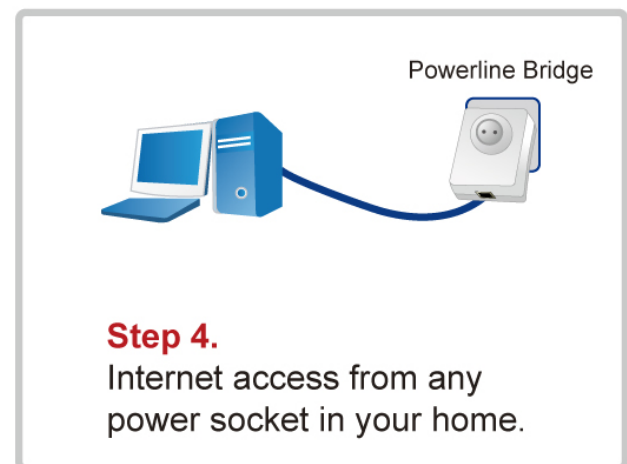 Powerline Bridge
Step 4.
Internet access from any
power socket in your home.